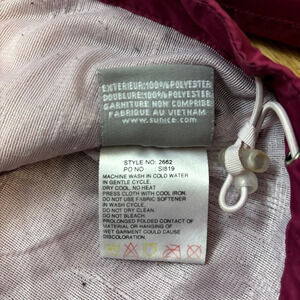 EXTÉRIEUR:100% POLYESTER
DOUBLURE:100% POLYESTER
GARNITURE NON COMPRISE
FABRIQUÉ AU VIETNAM
www.sunice.com
STYLE NO: 2662
PO NO : SI819
MACHINE WASH IN COLD WATER
IN GENTLE CYCLE.
DRY COOL, NO HEAT
PRESS CLOTH WITH COOL IRON.
DO NOT USE FABRIC SOFTENER
IN WASH CYCLE.
DO NOT DRY CLEAN.
DO NOT BLEACH.
PROLONGED FOLDED CONTACT OF
MATERIAL OR HANGING OF
WET GARMENT COULD CAUSE
DISCOLORATION.